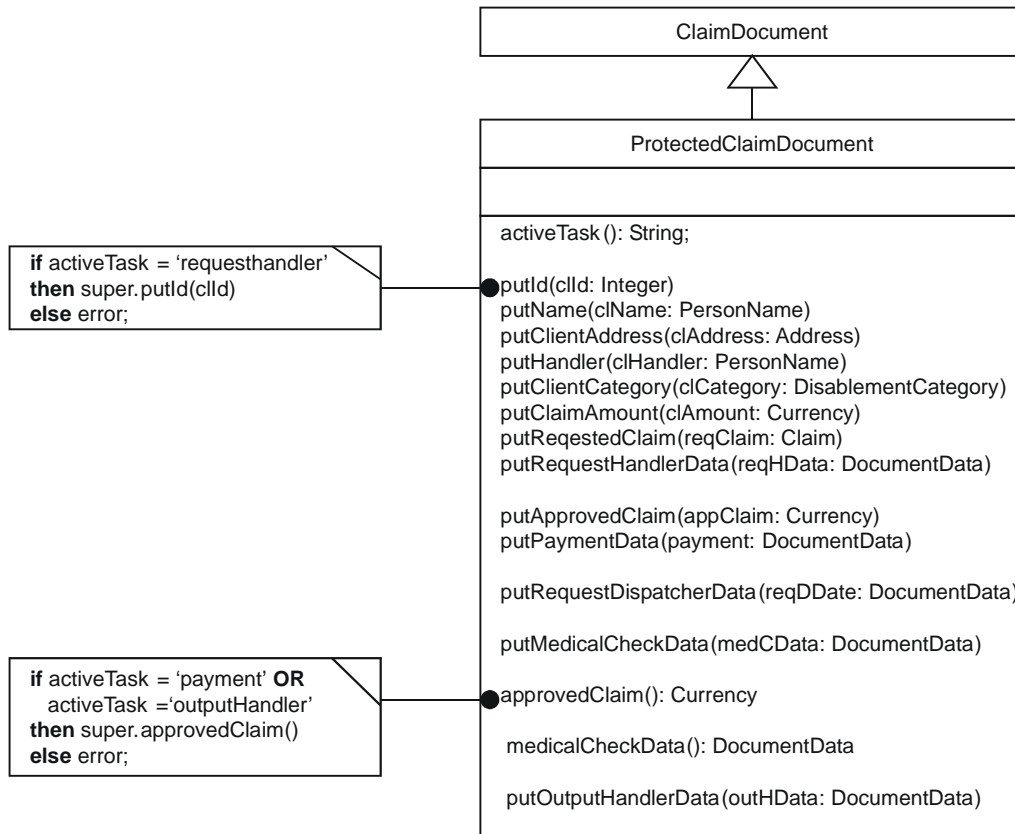 ClaimDocument
ProtectedClaimDocument
activeTask(): String;
if activeTask = ‘requesthandler’
then super.putId(clId)
else error;
putId(clId: Integer)
putName(clName: PersonName)
putClientAddress(clAddress: Address)
putHandler(clHandler: PersonName)
putClientCategory(clCategory: DisablementCategory)
putClaimAmount(clAmount: Currency)
putReqestedClaim(reqClaim: Claim)
putRequestHandlerData(reqHData: DocumentData)
putApprovedClaim(appClaim: Currency)
putPaymentData(payment: DocumentData)
putRequestDispatcherData(reqDDate: DocumentData)
putMedicalCheckData(medCData: DocumentData)
if activeTask = ‘payment’ OR
activeTask =‘outputHandler’
then super.approvedClaim()
else error;
approvedClaim(): Currency
medicalCheckData(): DocumentData
putOutputHandlerData(outHData: DocumentData)